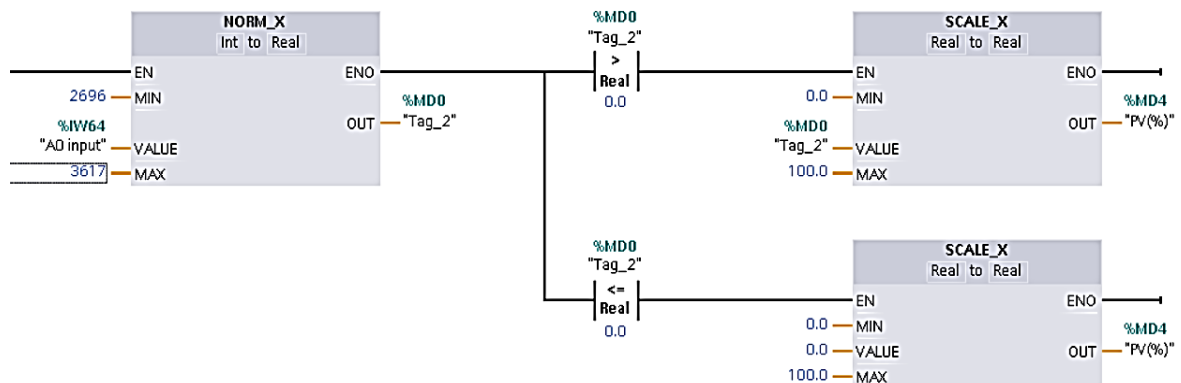 NORM_X
Int to Real
EN
ENO
2696
MIN
%MD0
"Tag_2"
OUT
%IW64
"A0 input"
VALUE
3617
MAX
%MD0
"Tag_2"
>
Real
0.0
SCALE_X
Real to Real
EN
ENO
0.0
MIN
%MD4
"PV(%)"
OUT
%MD0
"Tag_2"
VALUE
100.0
MAX
%MD0
"Tag_2"
<=
Real
0.0
SCALE_X
Real to Real
EN
ENO
0.0
MIN
%MD4
"PV(%)"
OUT
0.0
VALUE
100.0
MAX